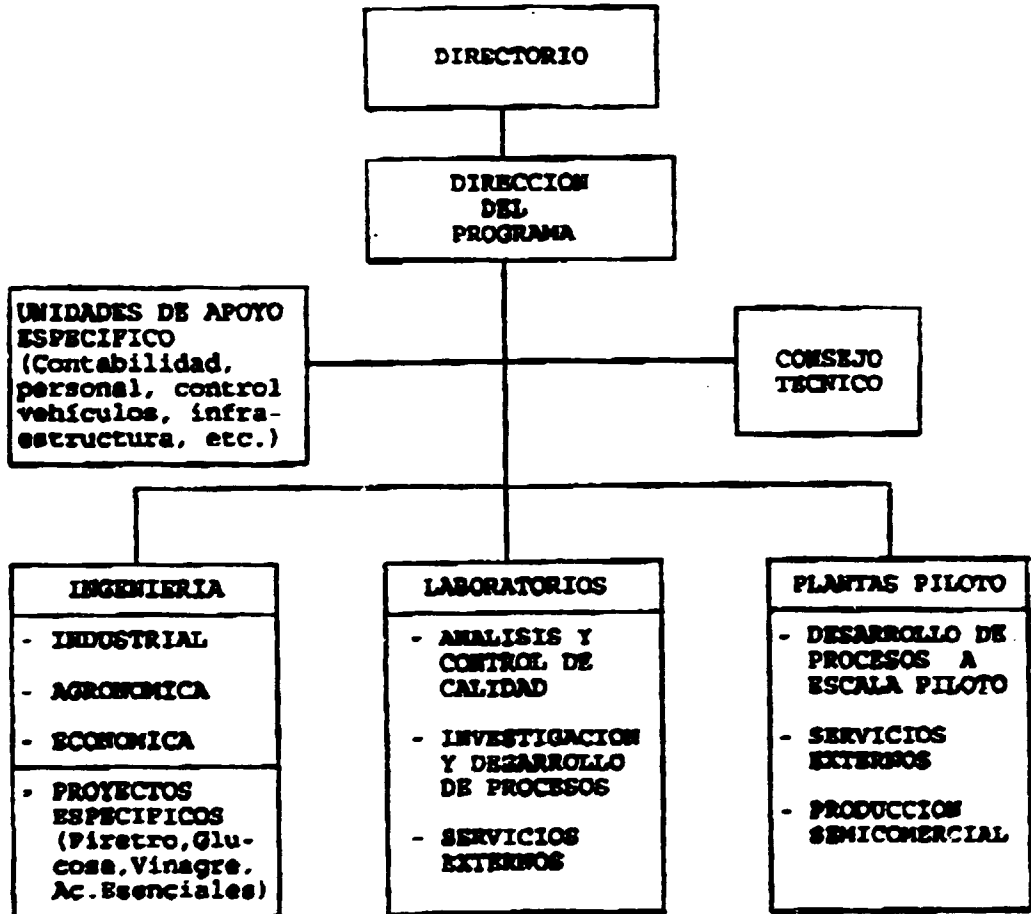 DIRECTORIO
DIRECCION
DEL
PROGRAMA
UNIDADES DE APOYO
ESPECIFICO
(Contabilidad,
personal, control
vehículos, infra-
estructura, etc.)
CONSEJO
TECNICO
INGENIERIA
- INDUSTRIAL
- AGRONOMICA
- ECONOMICA
- PROYECTOS
ESPECIFICOS
(Piretro,Glu-
cosa,Vinagre,
Ac.Esenciales)
LABORATORIOS
- ANALISIS Y
CONTROL DE
CALIDAD
- INVESTIGACION
Y DESARROLLO
DE PROCESOS
- SERVICIOS
EXTERNOS
PLANTAS PILOTO
- DESARROLLO DE
PROCESOS A
ESCALA PILOTO
- SERVICIOS
EXTERNOS
- PRODUCCION
SEMICOMERCIAL